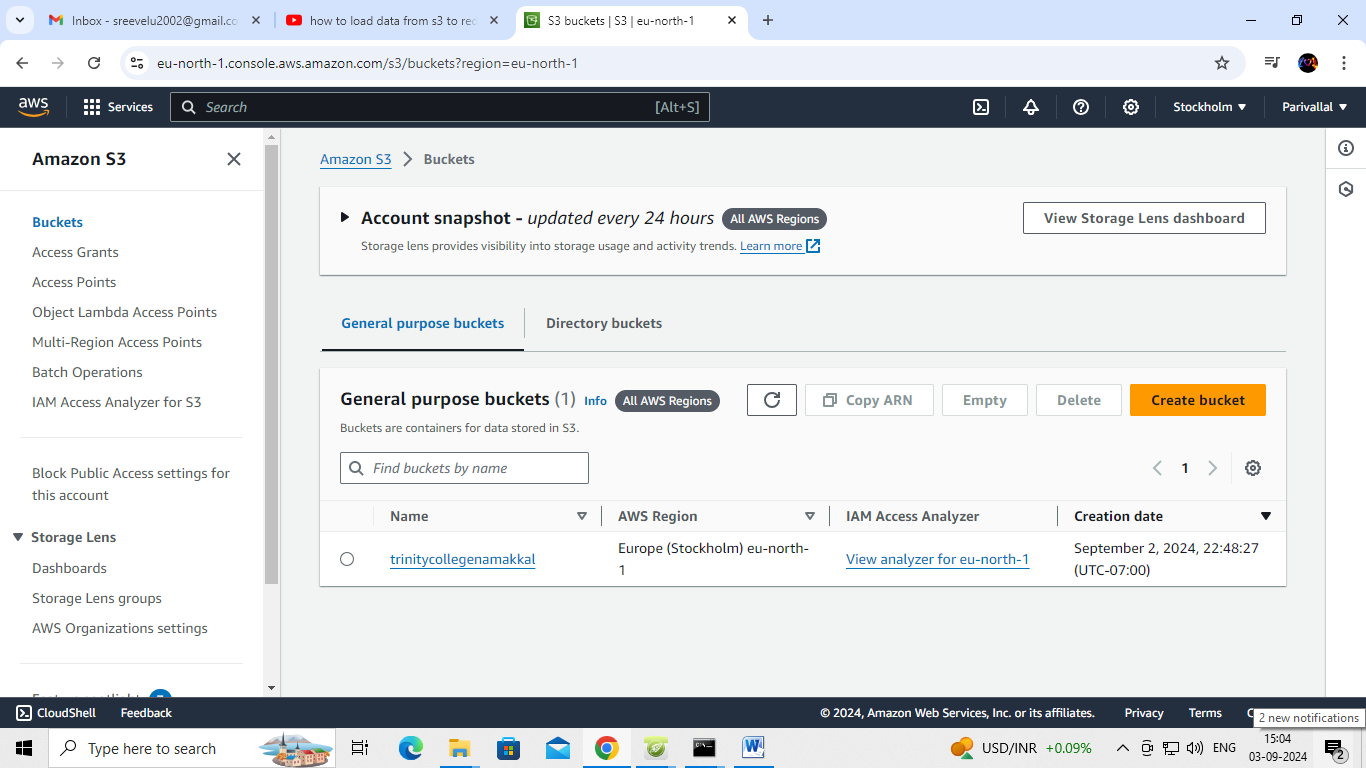 Inbox - sreevelu2002@gmail.co
how to load data from s3 to rec
S3 buckets | S3 | eu-north-1
eu-north-1.console.aws.amazon.com/s3/buckets?region=eu-north-1
aws
Services
Search
[Alt+S]
Stockholm
Parivallal
Amazon S3
Buckets
Access Grants
Access Points
Object Lambda Access Points
Multi-Region Access Points
Batch Operations
IAM Access Analyzer for S3
Block Public Access settings for
this account
Storage Lens
Dashboards
Storage Lens groups
AWS Organizations settings
Amazon S3 > Buckets
Account snapshot - updated every 24 hours All AWS Regions
Storage lens provides visibility into storage usage and activity trends. Learn more
View Storage Lens dashboard
General purpose buckets
Directory buckets
General purpose buckets (1) Info All AWS Regions
Copy ARN
Empty
Delete
Create bucket
Buckets are containers for data stored in S3.
Find buckets by name
1
Name
AWS Region
IAM Access Analyzer
Creation date
trinitycollegenamakkal
Europe (Stockholm) eu-north-
1
View analyzer for eu-north-1
September 2, 2024, 22:48:27
(UTC-07:00)
CloudShell
Feedback
© 2024, Amazon Web Services, Inc. or its affiliates.
Privacy
Terms
2 new notifications
Type here to search
USD/INR +0.09%
ENG
15:04
03-09-2024
2